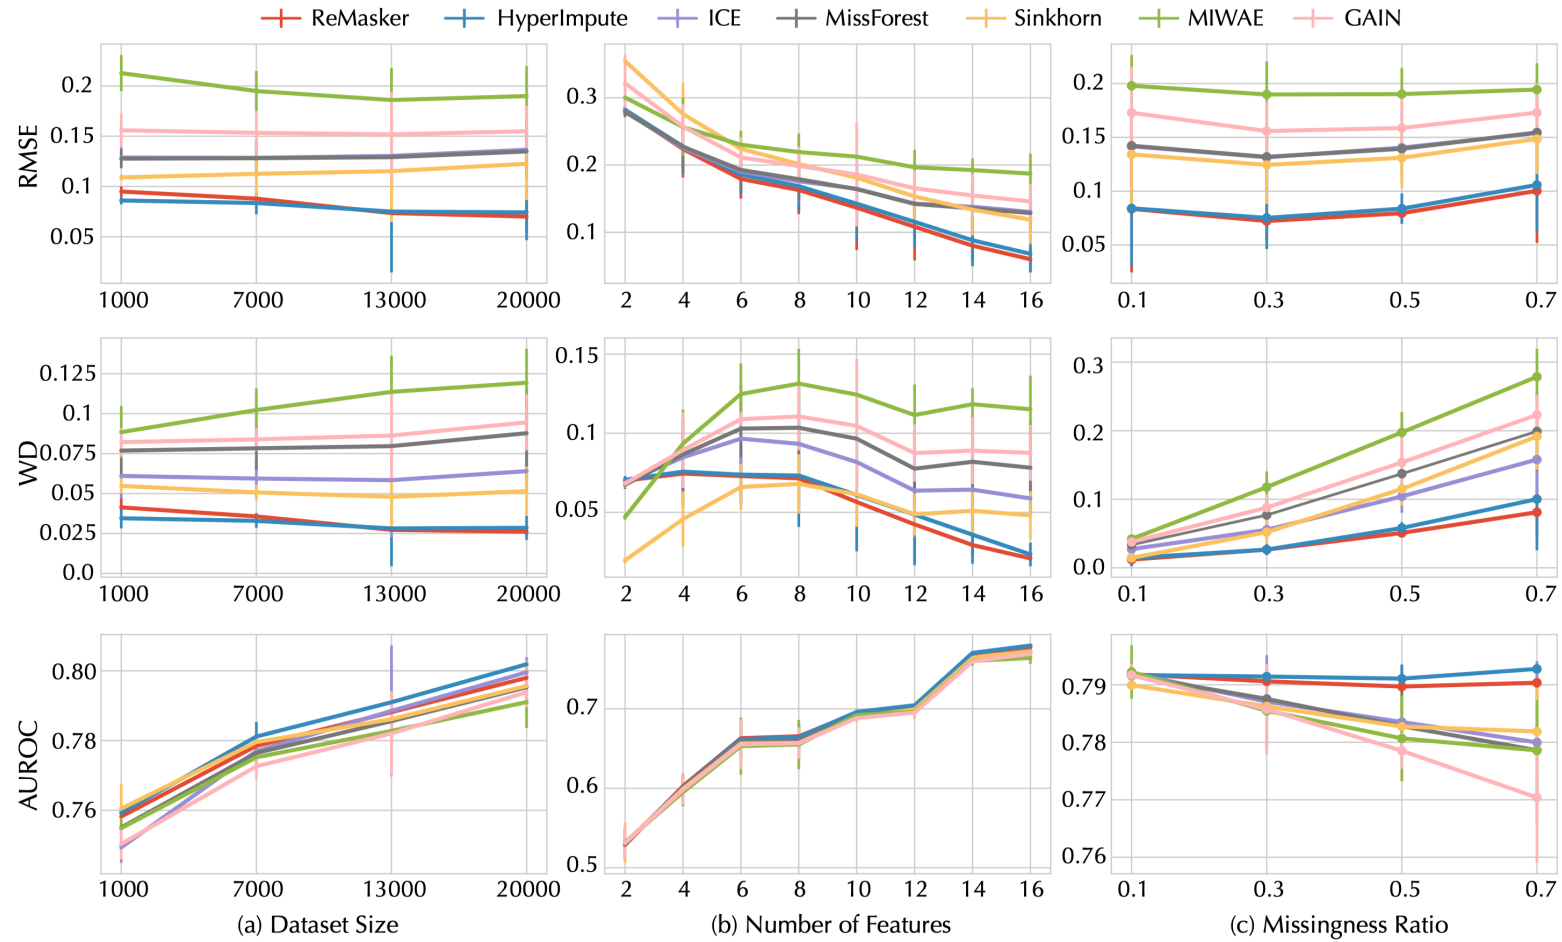 ReMasker HyperImpute ICE MissForest Sinkhorn MIWAE GAIN
RMSE
0.2
0.15
0.1
0.05
1000 7000 13000 20000
0.3
0.2
0.1
2 4 6 8 10 12 14 16
0.2
0.15
0.1
0.05
0.1 0.3 0.5 0.7
WD
0.125
0.1
0.075
0.05
0.025
0.0
1000 7000 13000 20000
0.15
0.1
0.05
2 4 6 8 10 12 14 16
0.3
0.2
0.1
0.0
0.1 0.3 0.5 0.7
AUROC
0.80
0.78
0.76
1000 7000 13000 20000
0.7
0.6
0.5
2 4 6 8 10 12 14 16
0.79
0.78
0.77
0.76
0.1 0.3 0.5 0.7
(a) Dataset Size (b) Number of Features (c) Missingness Ratio